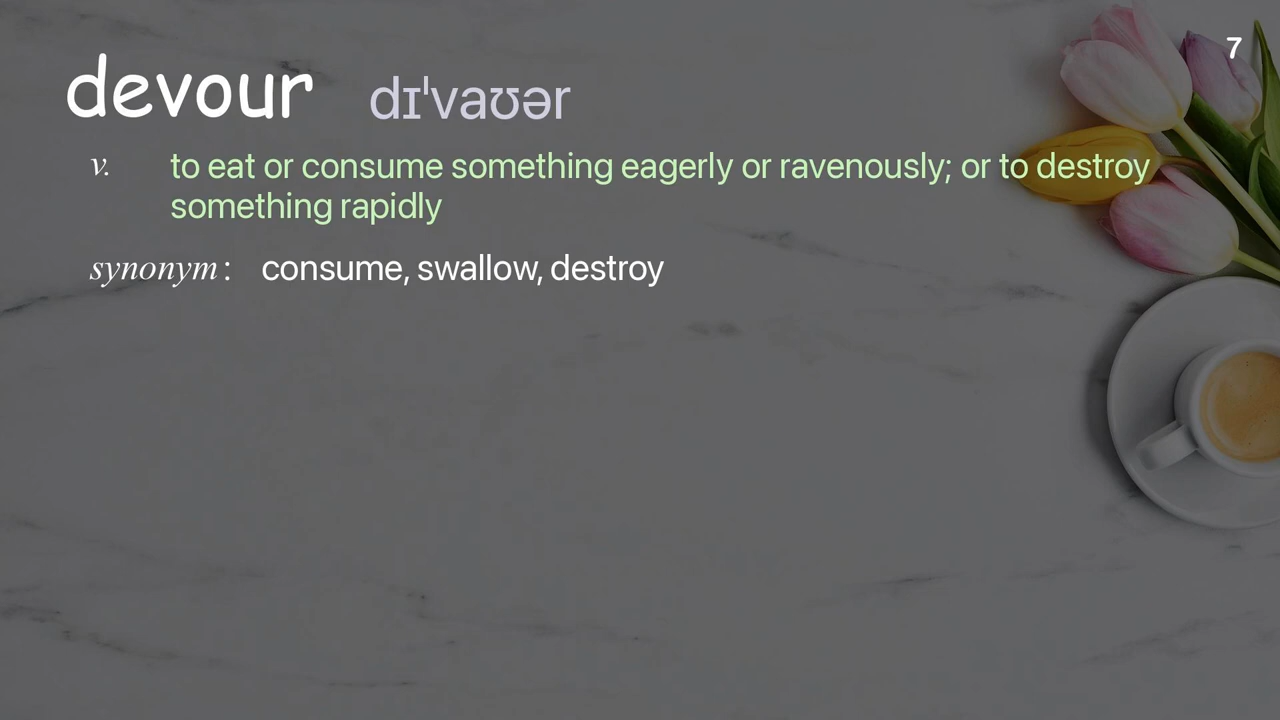 7
devour dɪˈvaʊər
v. to eat or consume something eagerly or ravenously; or to destroy
something rapidly
synonym : consume, swallow, destroy